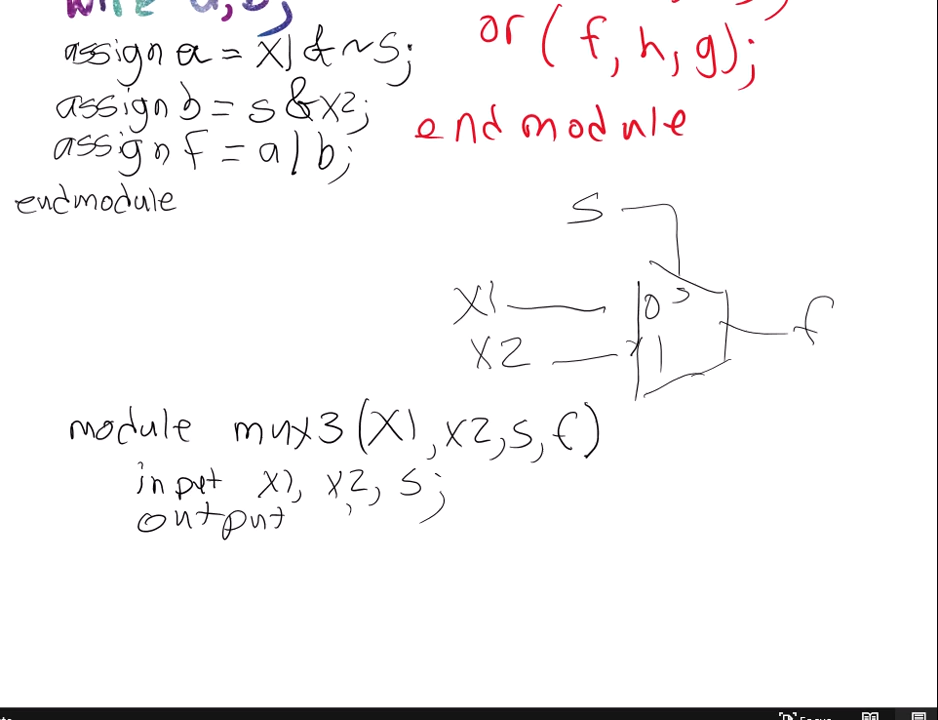 wire a,b;
assign a = x1 & ~s;
assign b = s & x2;
assign f = a | b;
endmodule
or ( f, h, g);
endmodule
s
x1
x2
0 s
1
f
module mux3 (x1, x2, s, f)
input x1, x2, s;
output